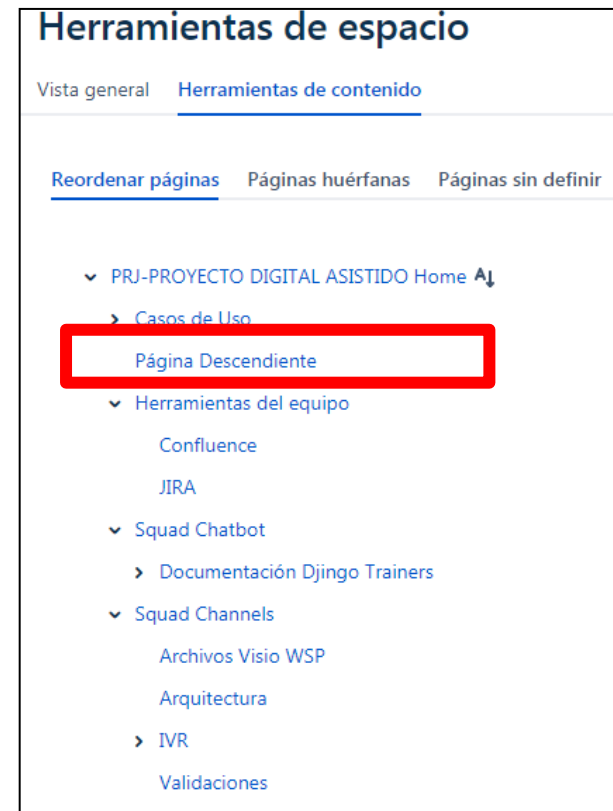 Herramientas de espacio
Vista general Herramientas de contenido
Reordenar páginas Páginas huérfanas Páginas sin definir
PRJ-PROYECTO DIGITAL ASISTIDO Home A↓
Casos de Uso
Página Descendiente
Herramientas del equipo
Confluence
JIRA
Squad Chatbot
Documentación Djingo Trainers
Squad Channels
Archivos Visio WSP
Arquitectura
IVR
Validaciones